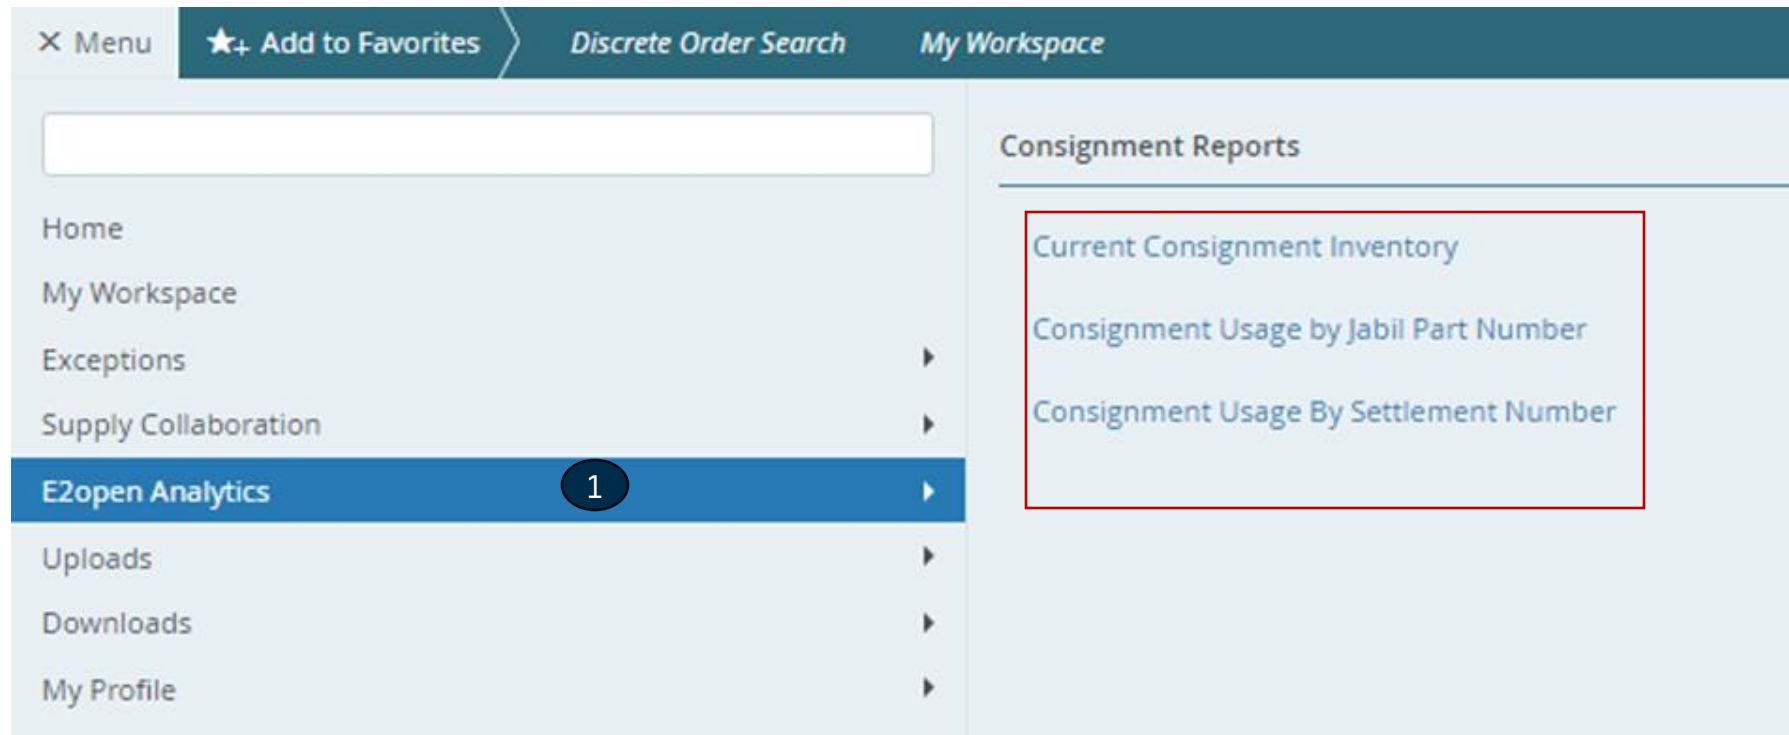 × Menu ★+ Add to Favorites Discrete Order Search My Workspace
Home
My Workspace
Exceptions
Supply Collaboration
E2open Analytics 1
Uploads
Downloads
My Profile
Consignment Reports
Current Consignment Inventory
Consignment Usage by Jabil Part Number
Consignment Usage By Settlement Number